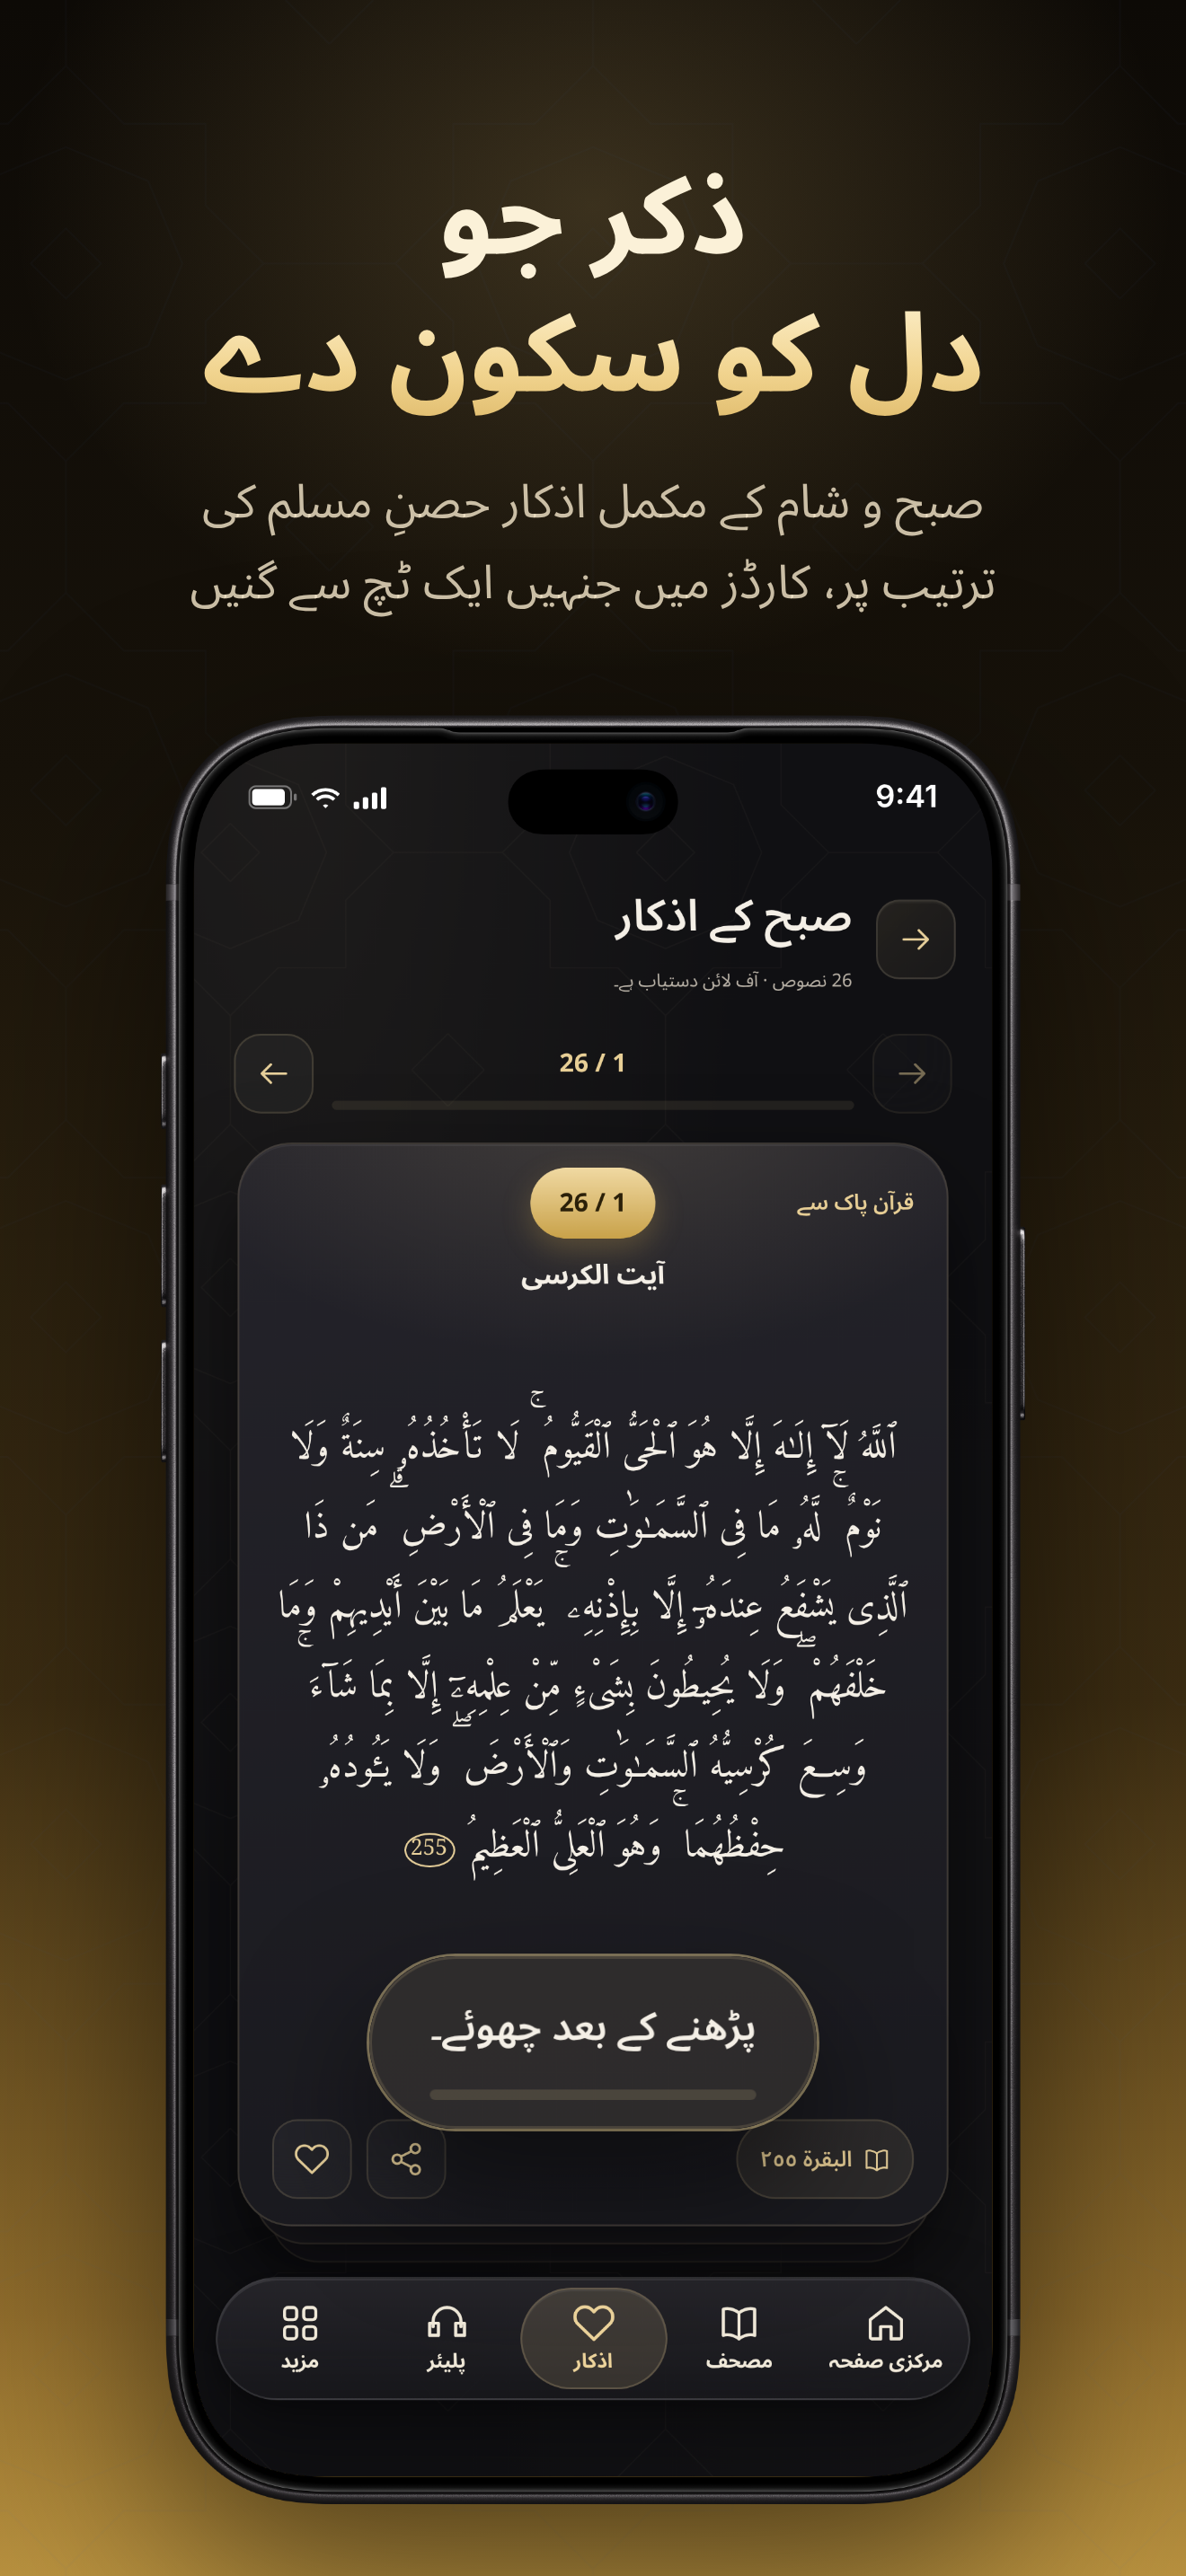 ذکر جو
دل کو سکون دے
صبح و شام کے مکمل اذکار حصنِ مسلم کی
ترتیب پر، کارڈز میں جنہیں ایک ٹچ سے گنیں
9:41
صبح کے اذکار
26 نصوص · آف لائن دستیاب ہے۔
26 / 1
قرآن پاک سے
26 / 1
آیت الکرسی
ٱللَّهُ لَآ إِلَـٰهَ إِلَّا هُوَ ٱلْحَىُّ ٱلْقَيُّومُ ۚ لَا تَأْخُذُهُۥ سِنَةٌ وَلَا
نَوْمٌ ۚ لَّهُۥ مَا فِى ٱلسَّمَـٰوَٰتِ وَمَا فِى ٱلْأَرْضِ ۗ مَن ذَا
ٱلَّذِى يَشْفَعُ عِندَهُۥٓ إِلَّا بِإِذْنِهِۦ ۚ يَعْلَمُ مَا بَيْنَ أَيْدِيهِمْ وَمَا
خَلْفَهُمْ ۖ وَلَا يُحِيطُونَ بِشَىْءٍ مِّنْ عِلْمِهِۦٓ إِلَّا بِمَا شَآءَ ۚ
وَسِعَ كُرْسِيُّهُ ٱلسَّمَـٰوَٰتِ وَٱلْأَرْضَ ۖ وَلَا يَـُٔودُهُۥ
حِفْظُهُمَا ۚ وَهُوَ ٱلْعَلِىُّ ٱلْعَظِيمُ 255
پڑھنے کے بعد چھوئے۔
البقرة ٢٥٥
مرکزی صفحہ
مصحف
اذکار
پلیئر
مزید